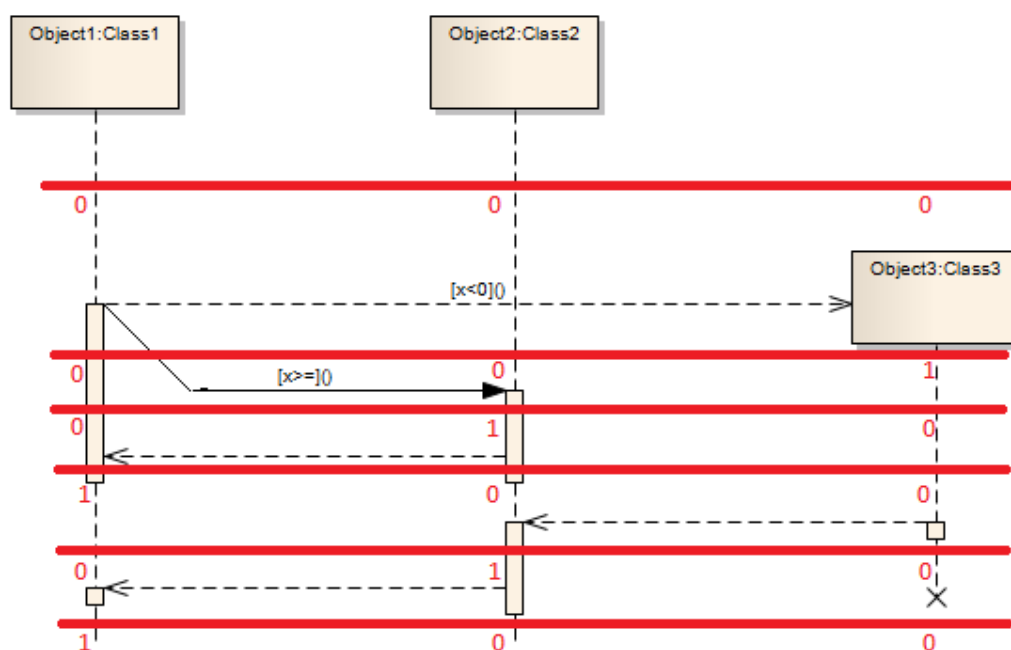 Object1:Class1 Object2:Class2
0 0 0
Object3:Class3
[x<0]()
0 0 1
[x>=]()
0 1 0
1 0 0
0 1 0
1 0 0